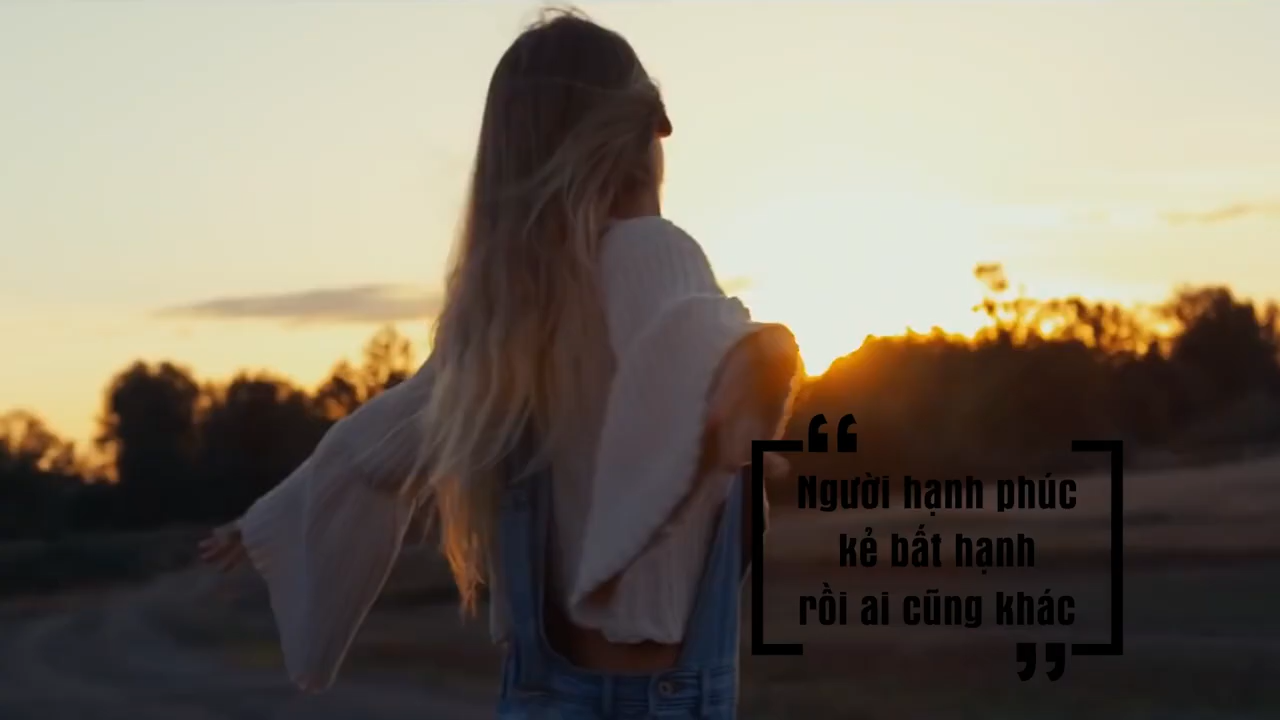 “
Người hạnh phúc
kẻ bất hạnh
rồi ai cũng khác
”